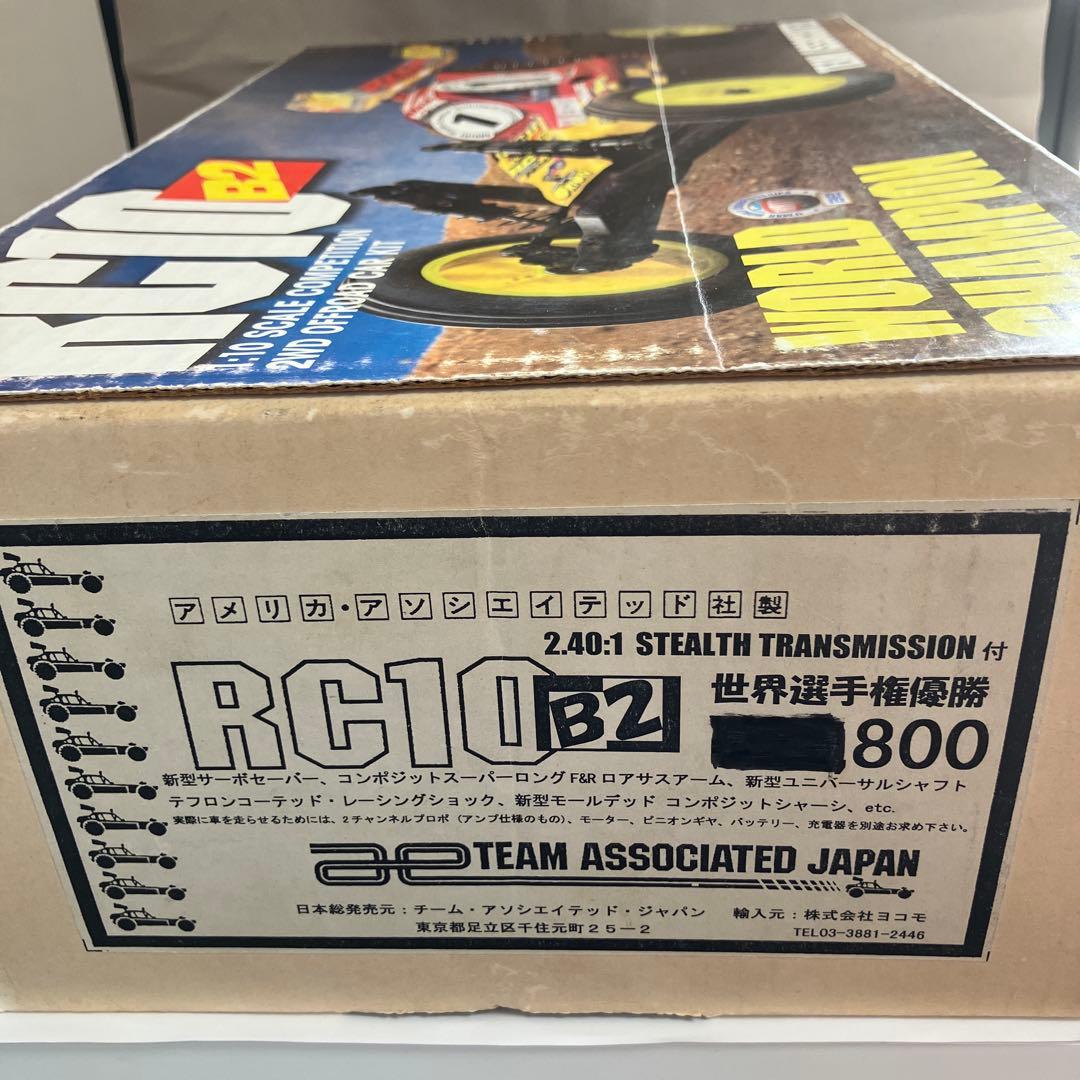 RC10 B2
1:10 SCALE COMPETITION
2WD OFFROAD CAR KIT
1
WORLD
CHAMPION
アメリカ・アソシエイテッド社製
2.40:1 STEALTH TRANSMISSION 付
RC10 B2
世界選手権優勝
800
新型サーボセーバー、コンポジットスーパーロング F&R ロアサスアーム、新型ユニバーサルシャフト
テフロンコーテッド・レーシングショック、新型モールデッド コンポジットシャーシ、etc.
実際に車を走らせるためには、2チャンネルプロポ（アンプ仕様のもの）、モーター、ピニオンギヤ、バッテリー、充電器を別途お求め下さい。
ae TEAM ASSOCIATED JAPAN
日本総発売元：チーム・アソシエイテッド・ジャパン 輸入元：株式会社ヨコモ
東京都足立区千住元町25－2 TEL03-3881-2446